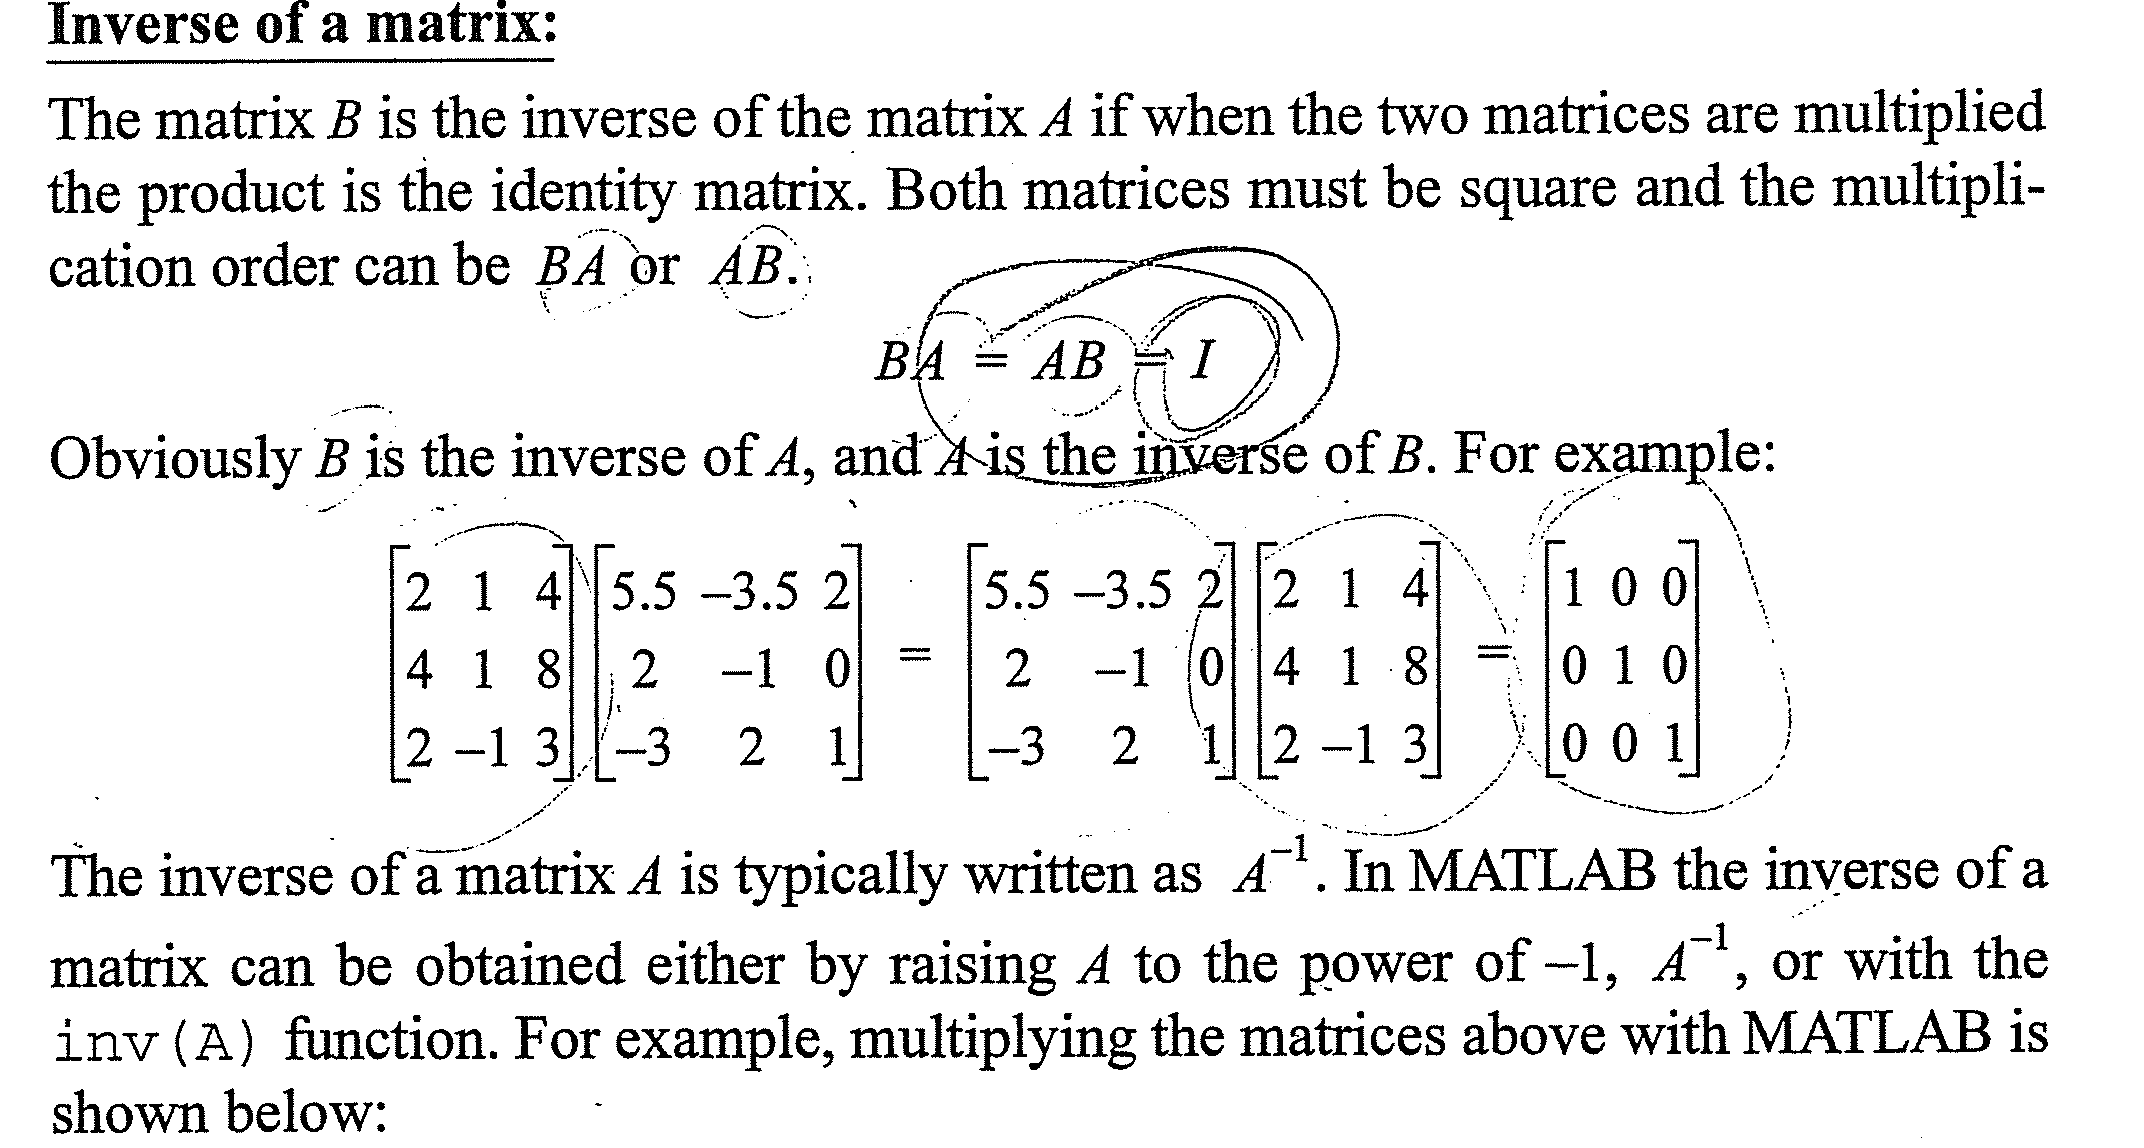 Inverse of a matrix:
The matrix B is the inverse of the matrix A if when the two matrices are multiplied
the product is the identity matrix. Both matrices must be square and the multipli-
cation order can be BA or AB.
BA = AB = I
Obviously B is the inverse of A, and A is the inverse of B. For example:
2 1 4 5.5 –3.5 2 5.5 –3.5 2 2 1 4 1 0 0
4 1 8 2 –1 0 = 2 –1 0 4 1 8 = 0 1 0
2 –1 3 –3 2 1 –3 2 1 2 –1 3 0 0 1
The inverse of a matrix A is typically written as A⁻¹. In MATLAB the inverse of a
matrix can be obtained either by raising A to the power of –1, A⁻¹, or with the
inv(A) function. For example, multiplying the matrices above with MATLAB is
shown below: